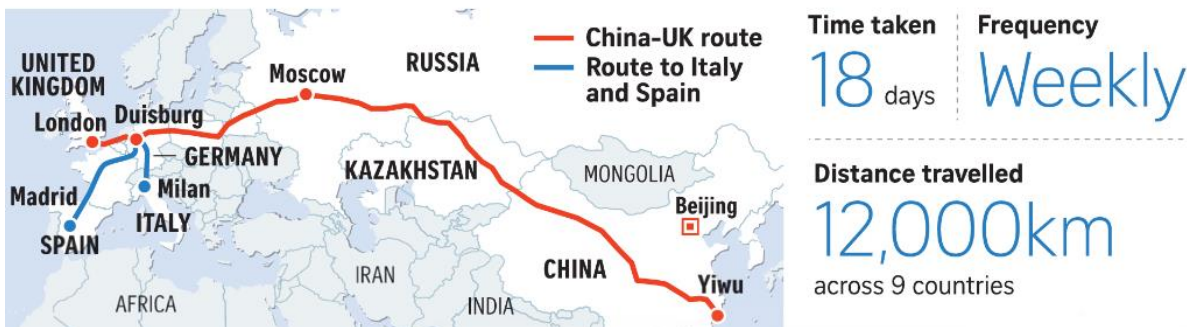 China-UK route
Route to Italy
and Spain
UNITED
KINGDOM
London
Duisburg
Moscow
RUSSIA
GERMANY
KAZAKHSTAN
MONGOLIA
Madrid
Milan
ITALY
SPAIN
Beijing
CHINA
Yiwu
IRAN
INDIA
AFRICA
Time taken
18 days
Frequency
Weekly
Distance travelled
12,000km
across 9 countries